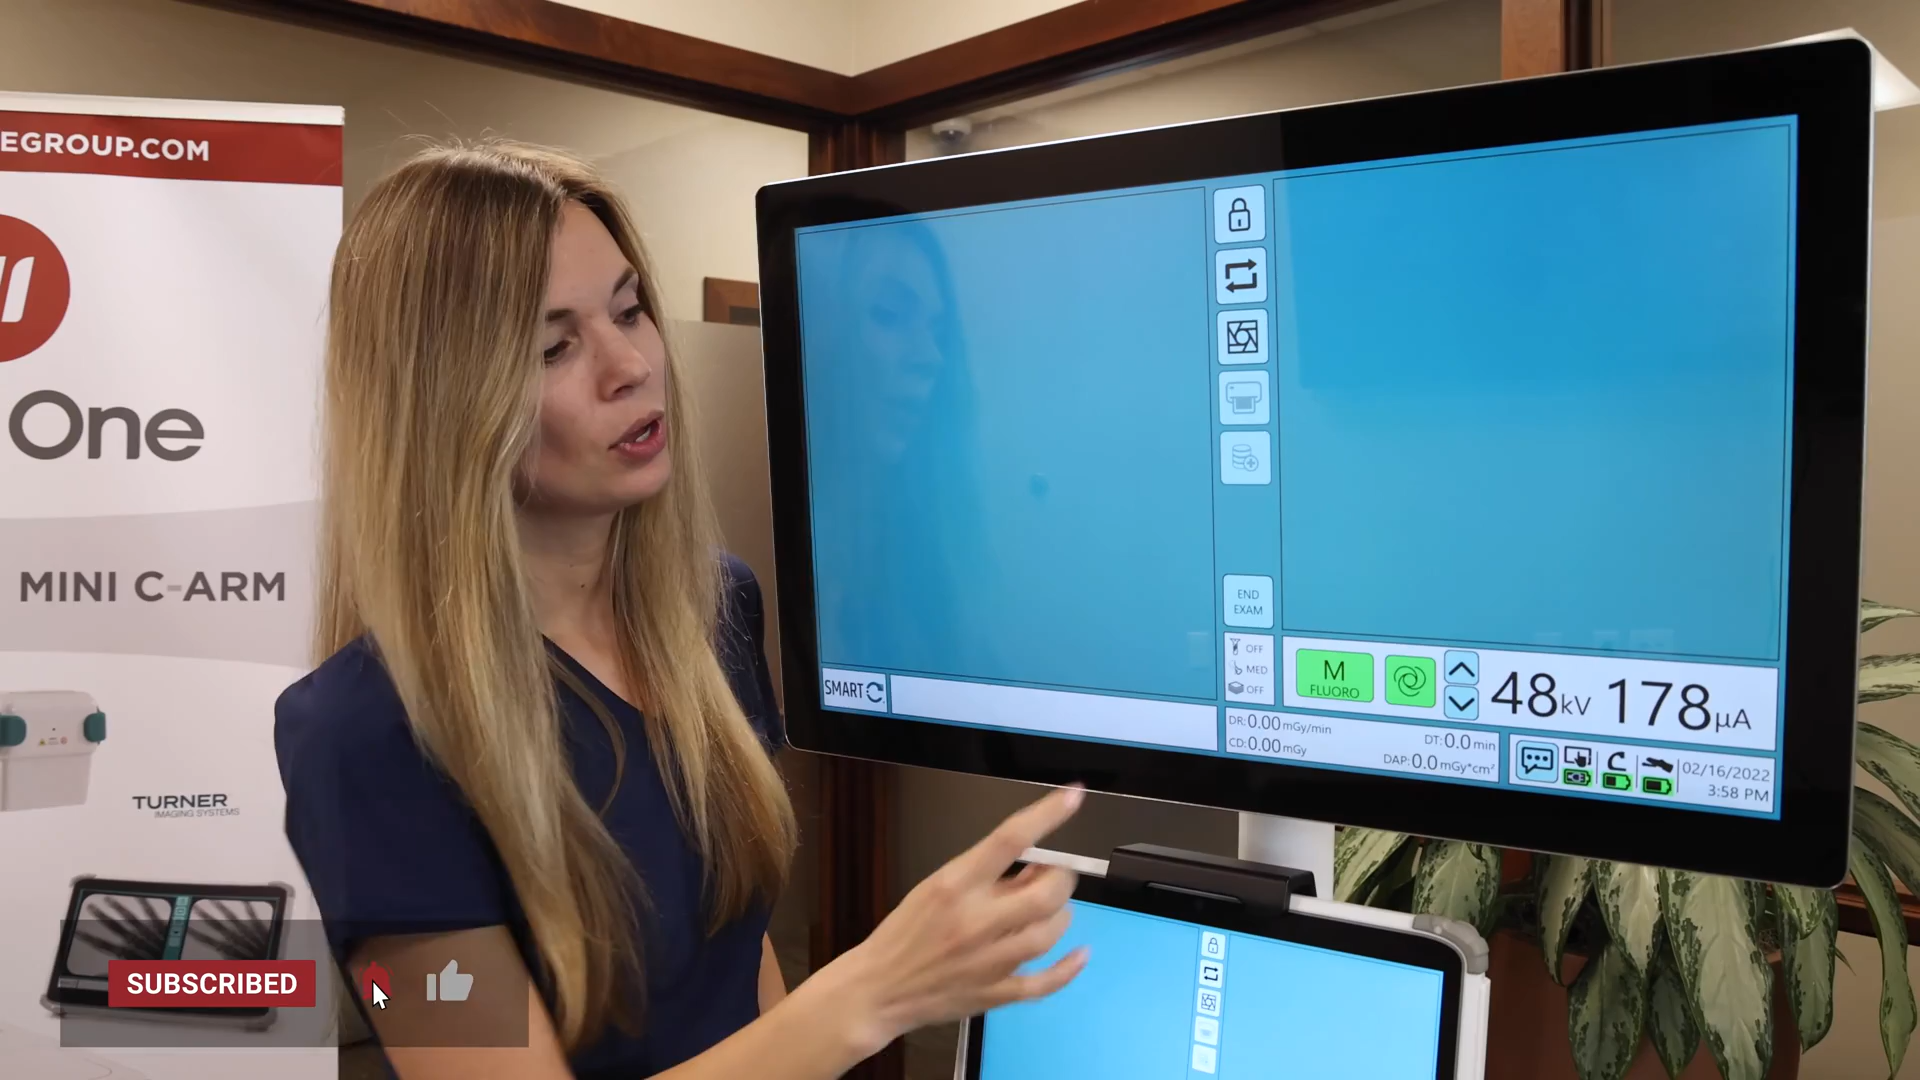 EGROUP.COM
One
MINI C-ARM
TURNER
IMAGING SYSTEMS
SUBSCRIBED
END
EXAM
OFF
MED
OFF
SMART
M
FLUORO
48kV 178µA
DR:0.00mGy/min
CD:0.00mGy
DT:0.0min
DAP:0.0mGy*cm²
02/16/2022
3:58 PM